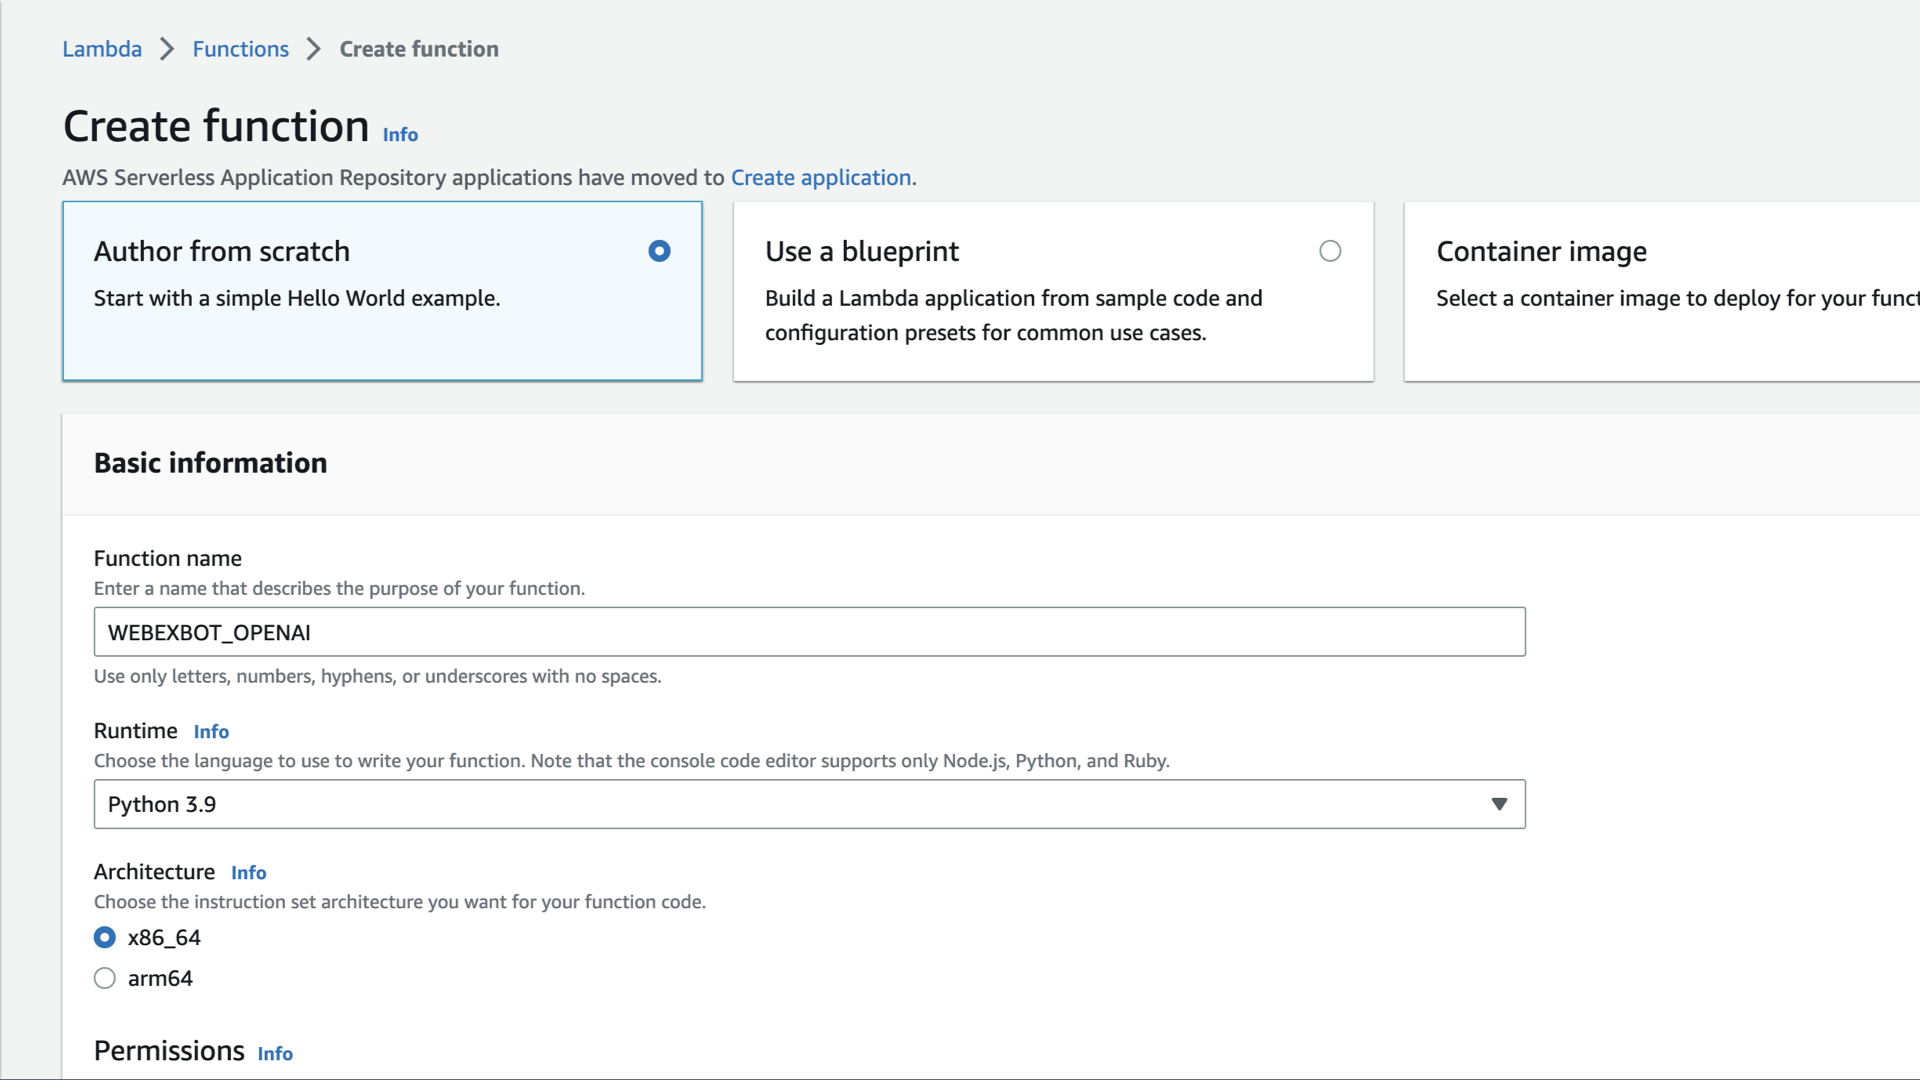 Lambda > Functions > Create function
Create function Info
AWS Serverless Application Repository applications have moved to Create application.
Author from scratch
Start with a simple Hello World example.
Use a blueprint
Build a Lambda application from sample code and
configuration presets for common use cases.
Container image
Select a container image to deploy for your funct
Basic information
Function name
Enter a name that describes the purpose of your function.
WEBEXBOT_OPENAI
Use only letters, numbers, hyphens, or underscores with no spaces.
Runtime Info
Choose the language to use to write your function. Note that the console code editor supports only Node.js, Python, and Ruby.
Python 3.9
Architecture Info
Choose the instruction set architecture you want for your function code.
x86_64
arm64
Permissions Info